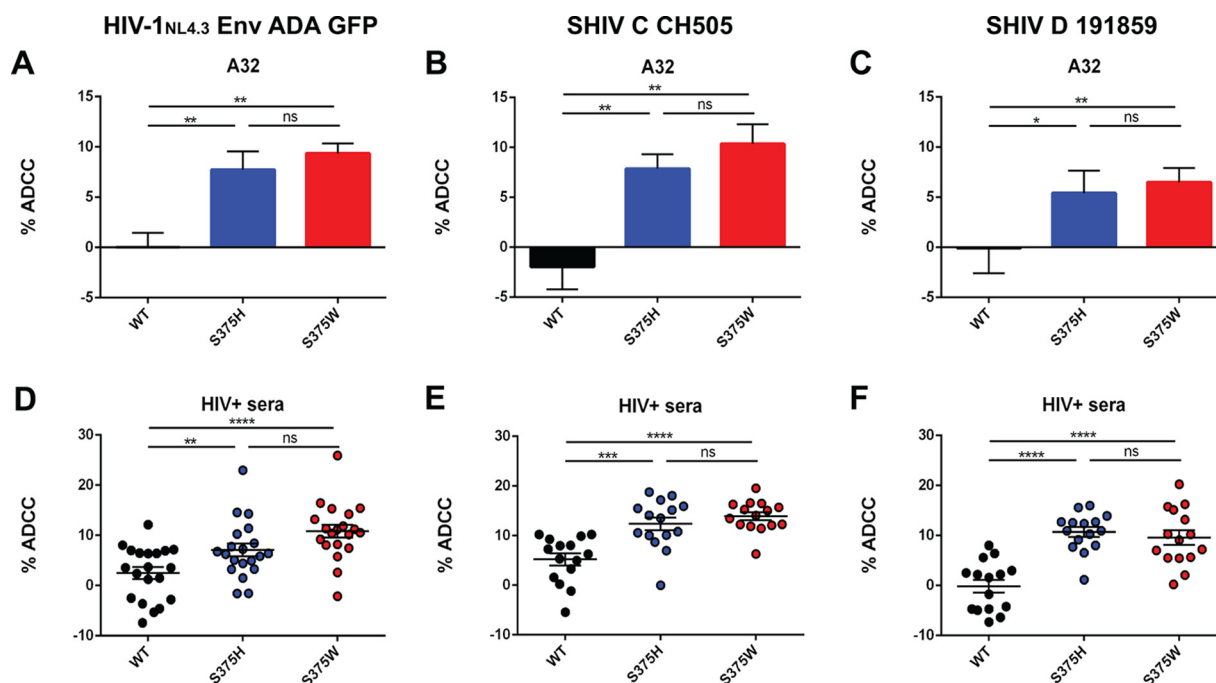 HIV-1NL4.3 Env ADA GFP
SHIV C CH505
SHIV D 191859
A
A32
% ADCC
15
10
5
0
-5
**
**
ns
WT
S375H
S375W
B
A32
% ADCC
15
10
5
0
-5
**
**
ns
WT
S375H
S375W
C
A32
% ADCC
15
10
5
0
-5
**
*
ns
WT
S375H
S375W
D
HIV+ sera
% ADCC
30
20
10
0
-10
****
**
ns
WT
S375H
S375W
E
HIV+ sera
% ADCC
30
20
10
0
-10
****
***
ns
WT
S375H
S375W
F
HIV+ sera
% ADCC
30
20
10
0
-10
****
****
ns
WT
S375H
S375W